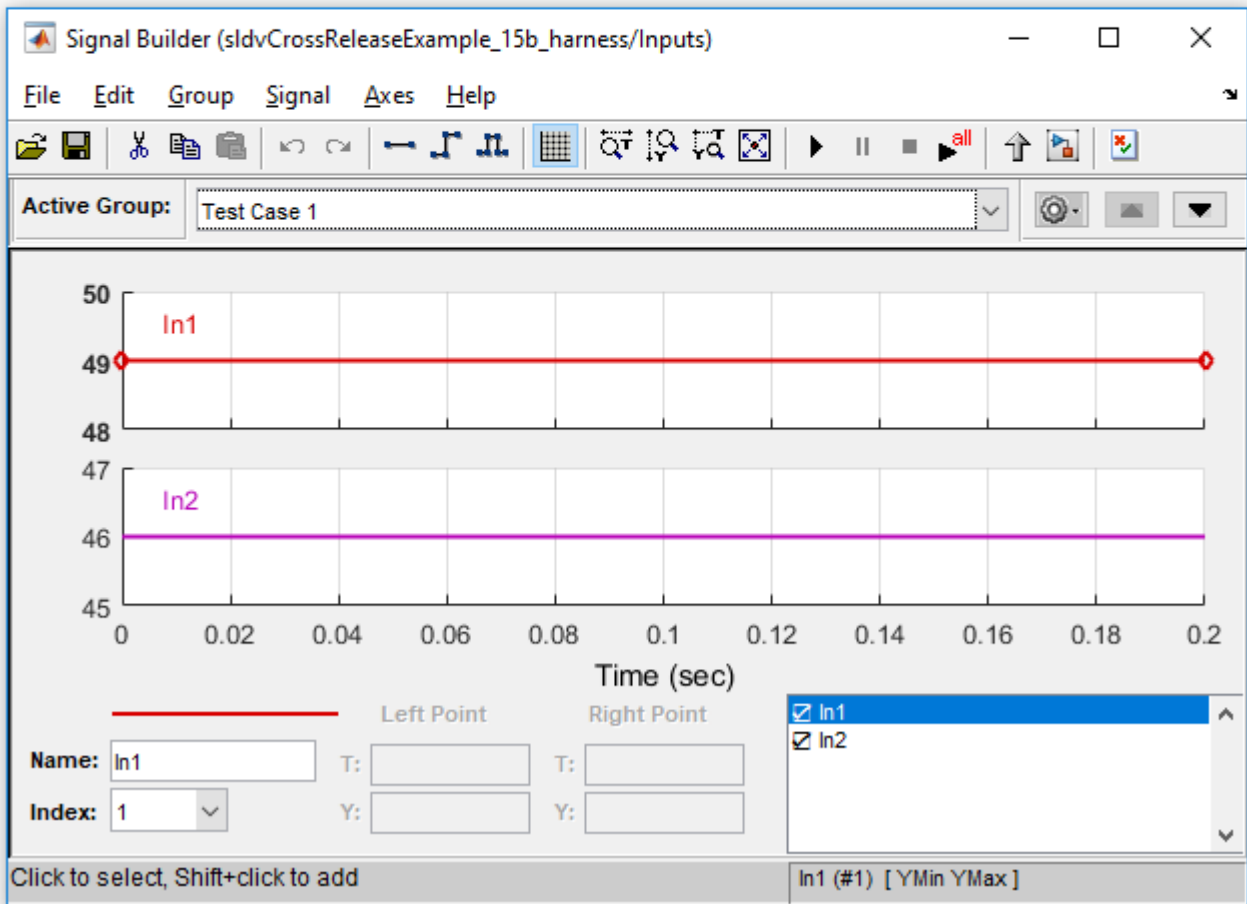 Signal Builder (sldvCrossReleaseExample_15b_harness/Inputs)
File Edit Group Signal Axes Help
all
Active Group: Test Case 1
50
In1
49
48
47
In2
46
45
0 0.02 0.04 0.06 0.08 0.1 0.12 0.14 0.16 0.18 0.2
Time (sec)
Left Point Right Point
In1
In2
Name: In1 T: T:
Index: 1 Y: Y:
Click to select, Shift+click to add In1 (#1) [ YMin YMax ]